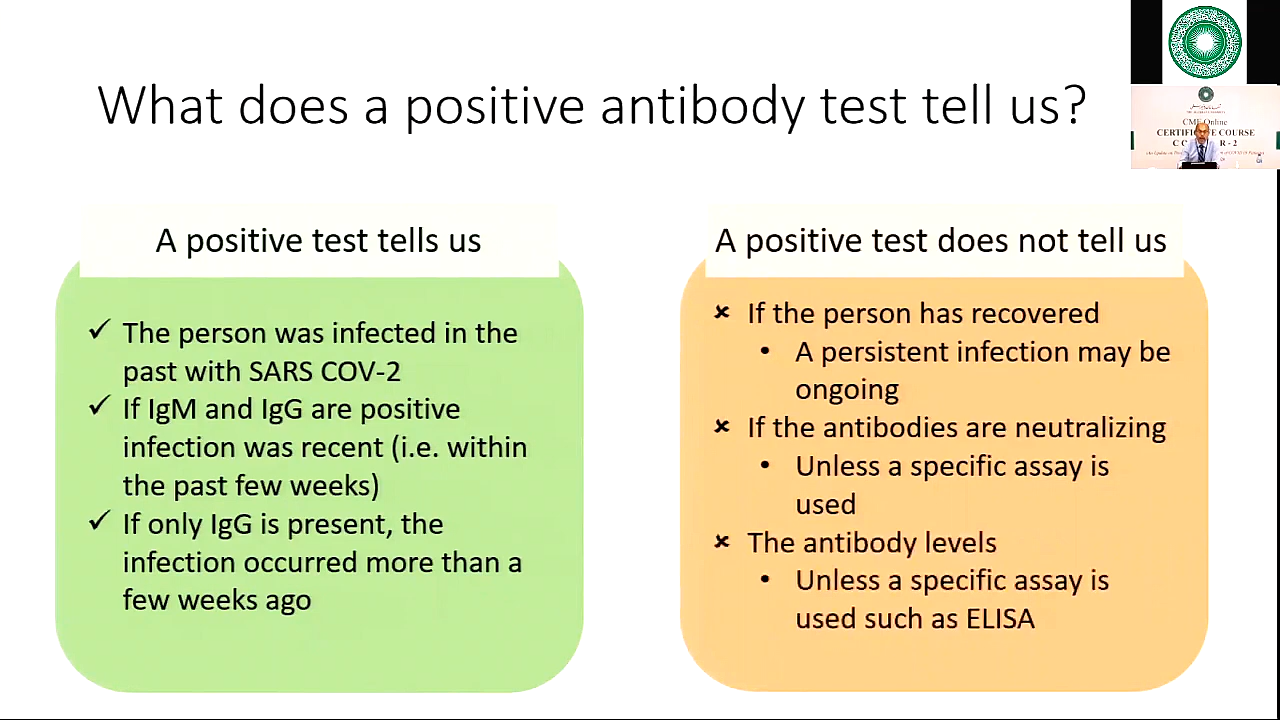 What does a positive antibody test tell us?
CME Online
COURSE
R - 2
A positive test tells us
✓ The person was infected in the
past with SARS COV-2
✓ If IgM and IgG are positive
infection was recent (i.e. within
the past few weeks)
✓ If only IgG is present, the
infection occurred more than a
few weeks ago
A positive test does not tell us
× If the person has recovered
• A persistent infection may be
ongoing
× If the antibodies are neutralizing
• Unless a specific assay is
used
× The antibody levels
• Unless a specific assay is
used such as ELISA